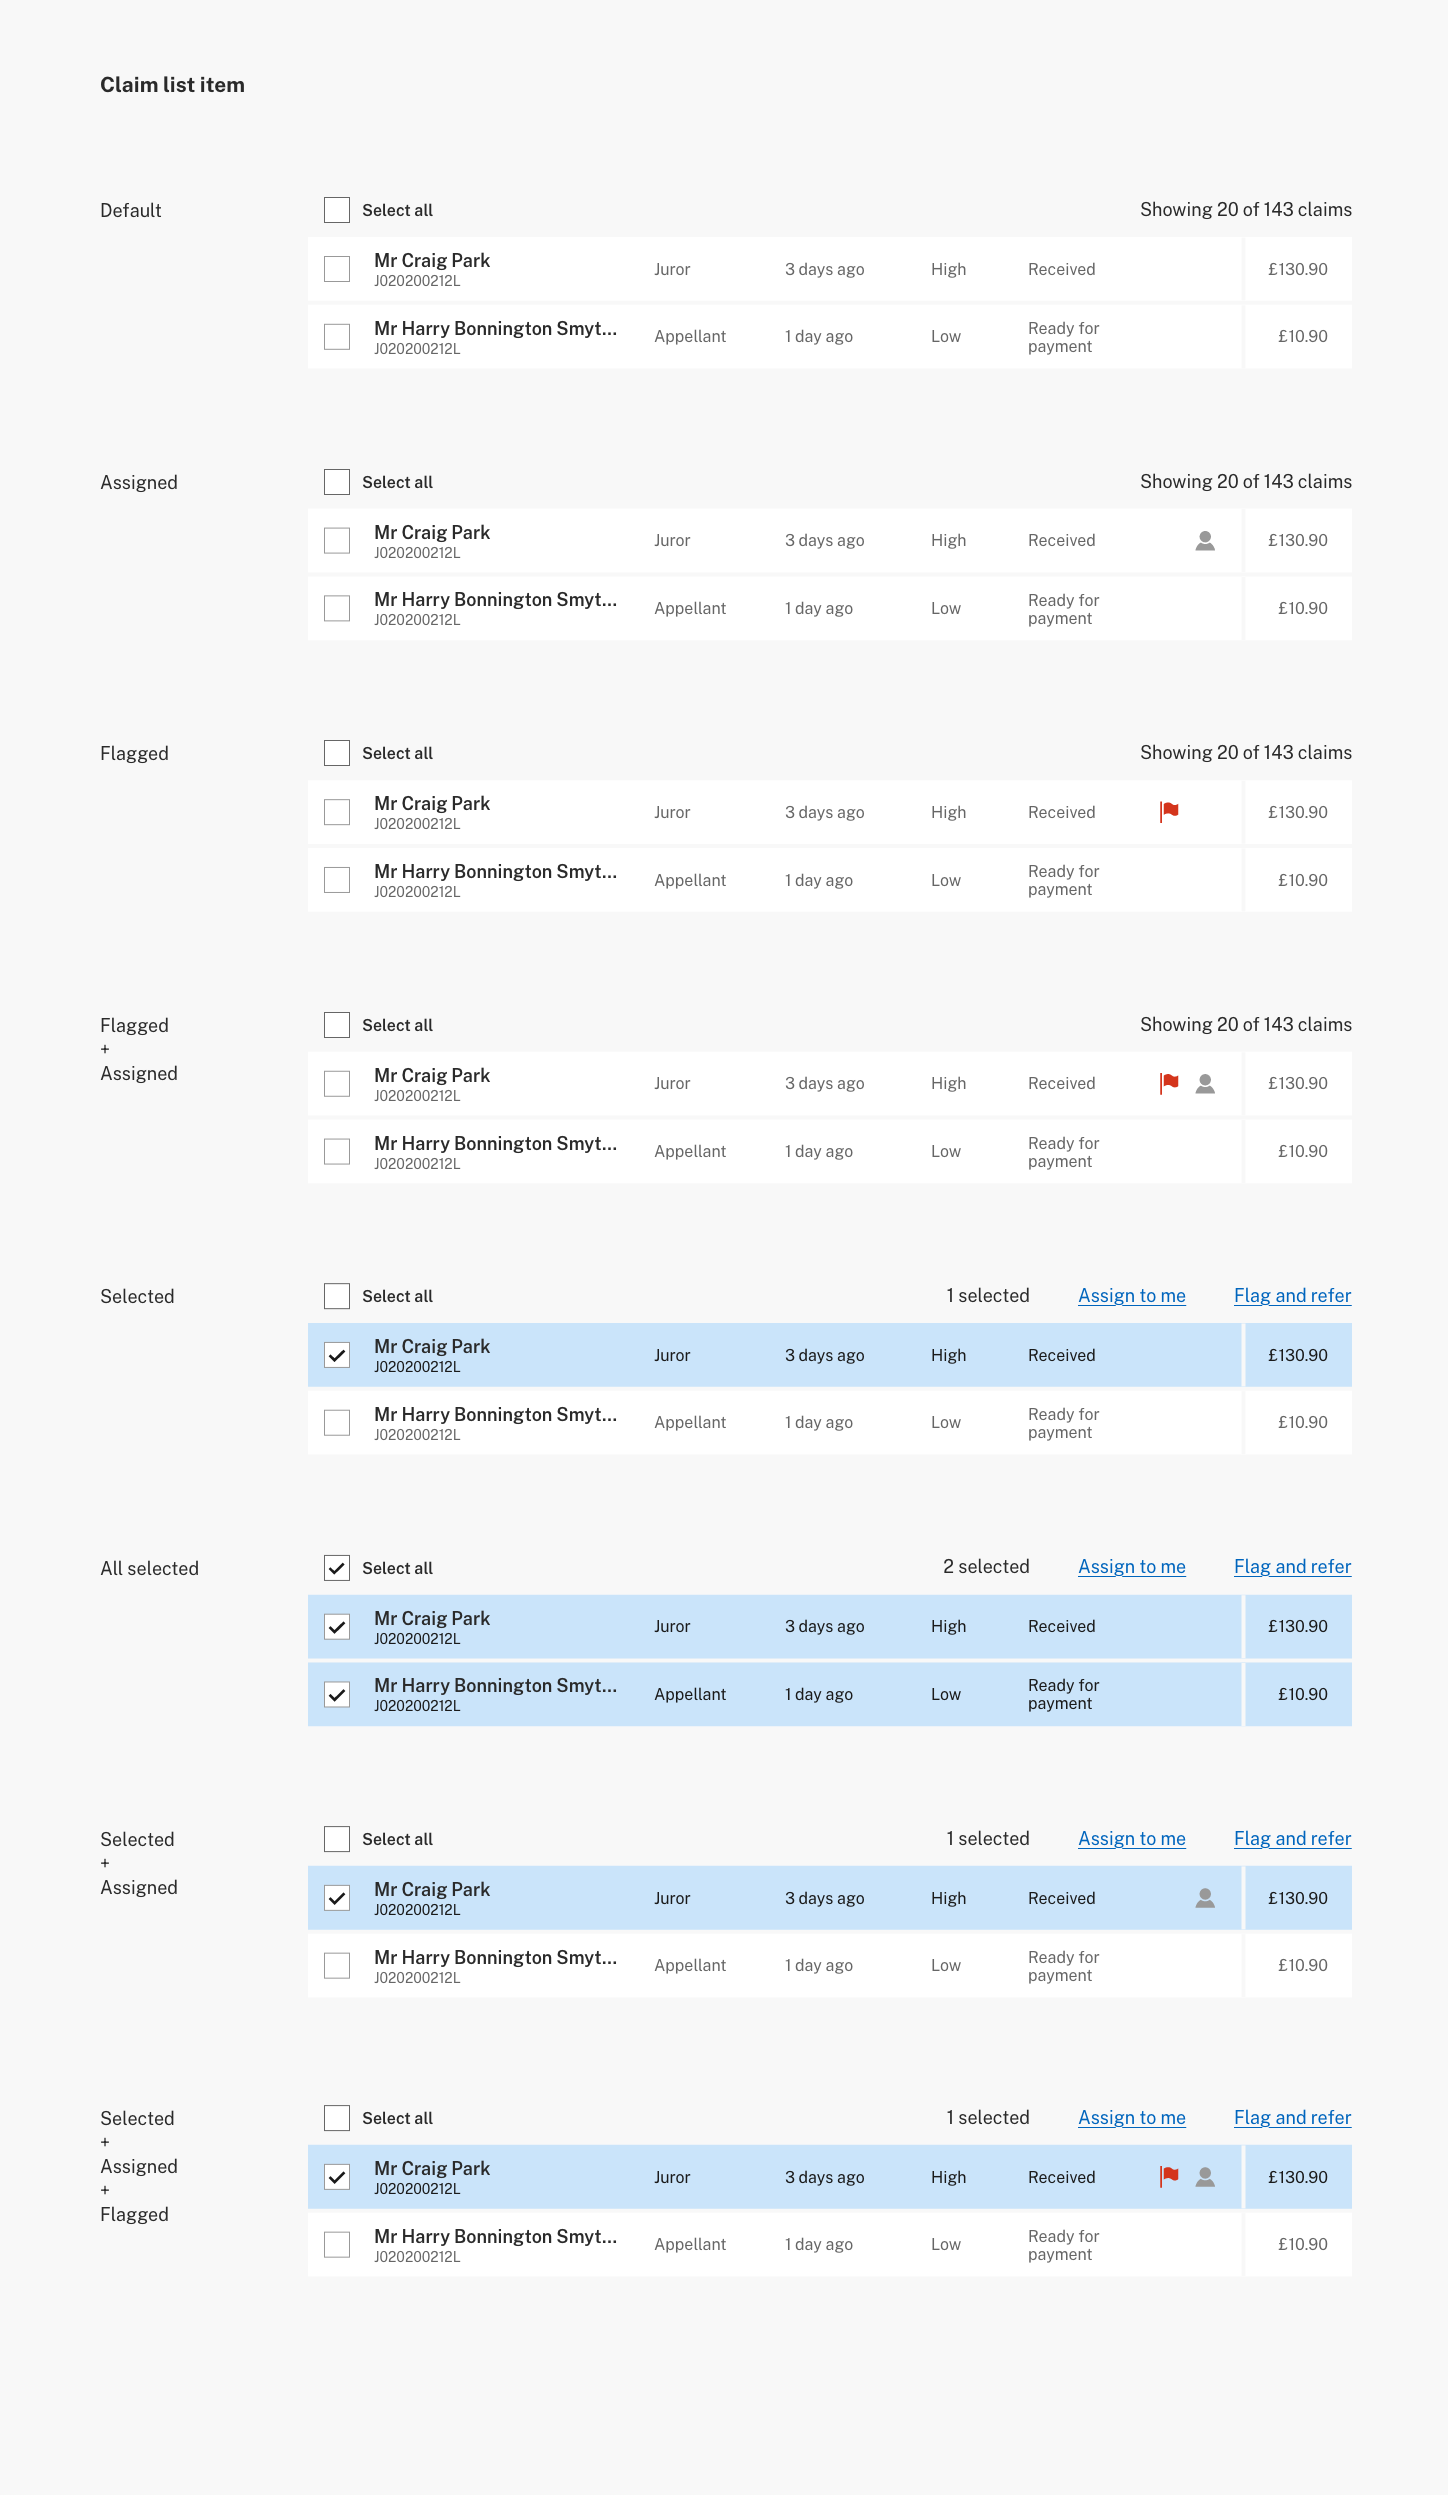 Claim list item
Default
Select all
Showing 20 of 143 claims
Mr Craig Park
J020200212L
Juror
3 days ago
High
Received
£130.90
Mr Harry Bonnington Smyt...
J020200212L
Appellant
1 day ago
Low
Ready for
payment
£10.90
Assigned
Select all
Showing 20 of 143 claims
Mr Craig Park
J020200212L
Juror
3 days ago
High
Received
£130.90
Mr Harry Bonnington Smyt...
J020200212L
Appellant
1 day ago
Low
Ready for
payment
£10.90
Flagged
Select all
Showing 20 of 143 claims
Mr Craig Park
J020200212L
Juror
3 days ago
High
Received
£130.90
Mr Harry Bonnington Smyt...
J020200212L
Appellant
1 day ago
Low
Ready for
payment
£10.90
Flagged
+
Assigned
Select all
Showing 20 of 143 claims
Mr Craig Park
J020200212L
Juror
3 days ago
High
Received
£130.90
Mr Harry Bonnington Smyt...
J020200212L
Appellant
1 day ago
Low
Ready for
payment
£10.90
Selected
Select all
1 selected
Assign to me
Flag and refer
Mr Craig Park
J020200212L
Juror
3 days ago
High
Received
£130.90
Mr Harry Bonnington Smyt...
J020200212L
Appellant
1 day ago
Low
Ready for
payment
£10.90
All selected
Select all
2 selected
Assign to me
Flag and refer
Mr Craig Park
J020200212L
Juror
3 days ago
High
Received
£130.90
Mr Harry Bonnington Smyt...
J020200212L
Appellant
1 day ago
Low
Ready for
payment
£10.90
Selected
+
Assigned
Select all
1 selected
Assign to me
Flag and refer
Mr Craig Park
J020200212L
Juror
3 days ago
High
Received
£130.90
Mr Harry Bonnington Smyt...
J020200212L
Appellant
1 day ago
Low
Ready for
payment
£10.90
Selected
+
Assigned
+
Flagged
Select all
1 selected
Assign to me
Flag and refer
Mr Craig Park
J020200212L
Juror
3 days ago
High
Received
£130.90
Mr Harry Bonnington Smyt...
J020200212L
Appellant
1 day ago
Low
Ready for
payment
£10.90